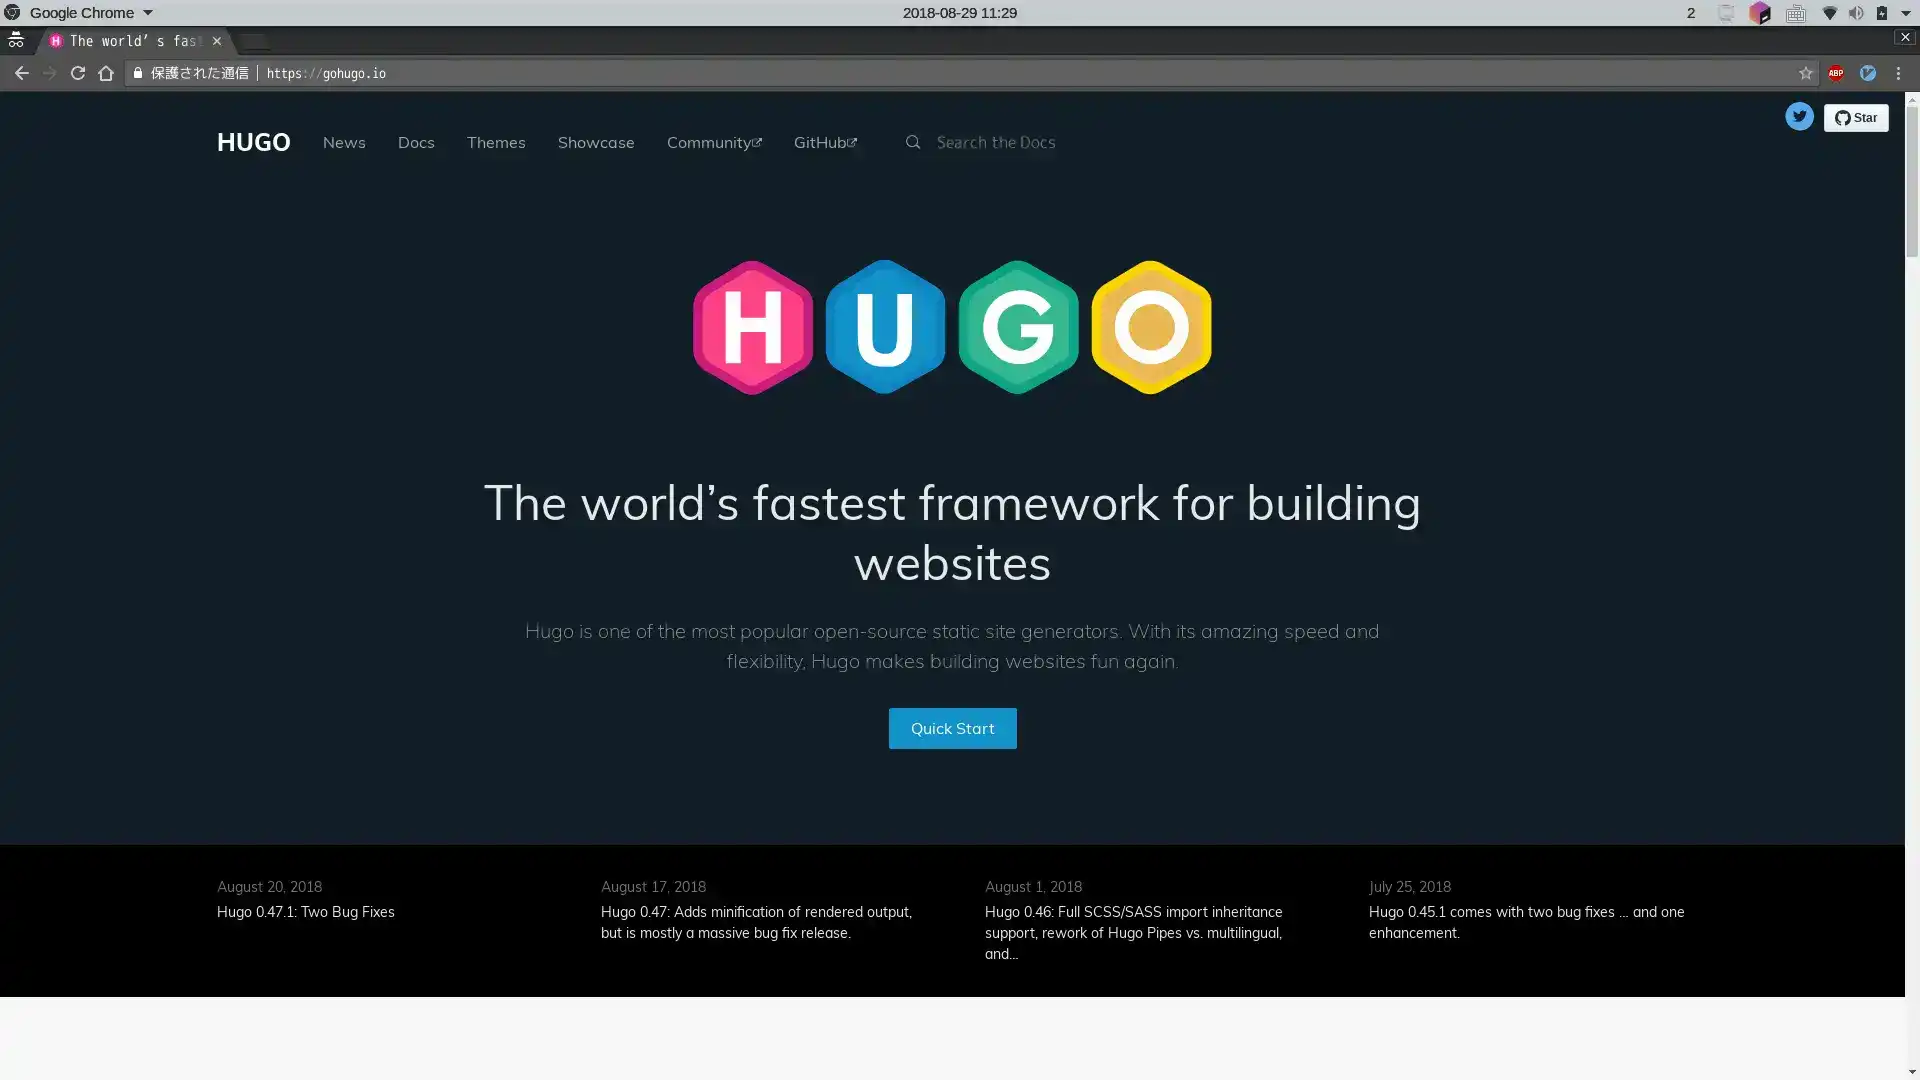 Google Chrome
2018-08-29 11:29
2
The world's fas
保護された通信
https://gohugo.io
ABP
HUGO
News
Docs
Themes
Showcase
Community
GitHub
Search the Docs
Star
HUGO
The world’s fastest framework for building
websites
Hugo is one of the most popular open-source static site generators. With its amazing speed and
flexibility, Hugo makes building websites fun again.
Quick Start
August 20, 2018
Hugo 0.47.1: Two Bug Fixes
August 17, 2018
Hugo 0.47: Adds minification of rendered output,
but is mostly a massive bug fix release.
August 1, 2018
Hugo 0.46: Full SCSS/SASS import inheritance
support, rework of Hugo Pipes vs. multilingual,
and…
July 25, 2018
Hugo 0.45.1 comes with two bug fixes … and one
enhancement.